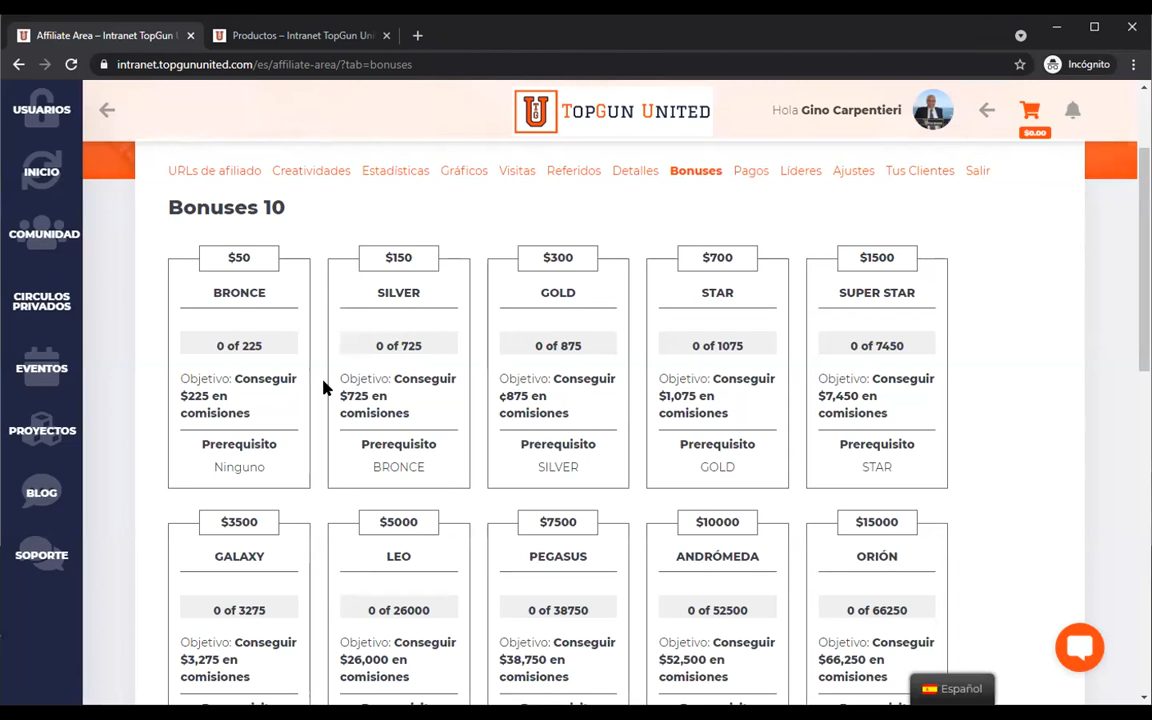 Affiliate Area – Intranet TopGun U
Productos – Intranet TopGun Uni
intranet.topgununited.com/es/affiliate-area/?tab=bonuses
Incógnito
USUARIOS
INICIO
COMUNIDAD
CIRCULOS
PRIVADOS
EVENTOS
PROYECTOS
BLOG
SOPORTE
TOPGUN UNITED
Hola Gino Carpentieri
$0.00
URLs de afiliado Creatividades Estadísticas Gráficos Visitas Referidos Detalles Bonuses Pagos Líderes Ajustes Tus Clientes Salir
Bonuses 10
$50 $150 $300 $700 $1500
BRONCE SILVER GOLD STAR SUPER STAR
0 of 225 0 of 725 0 of 875 0 of 1075 0 of 7450
Objetivo: Conseguir Objetivo: Conseguir Objetivo: Conseguir Objetivo: Conseguir Objetivo: Conseguir
$225 en $725 en ¢875 en $1,075 en $7,450 en
comisiones comisiones comisiones comisiones comisiones
Prerequisito Prerequisito Prerequisito Prerequisito Prerequisito
Ninguno BRONCE SILVER GOLD STAR
$3500 $5000 $7500 $10000 $15000
GALAXY LEO PEGASUS ANDRÓMEDA ORIÓN
0 of 3275 0 of 26000 0 of 38750 0 of 52500 0 of 66250
Objetivo: Conseguir Objetivo: Conseguir Objetivo: Conseguir Objetivo: Conseguir Objetivo: Conseguir
$3,275 en $26,000 en $38,750 en $52,500 en $66,250 en
comisiones comisiones comisiones comisiones comisiones
Español